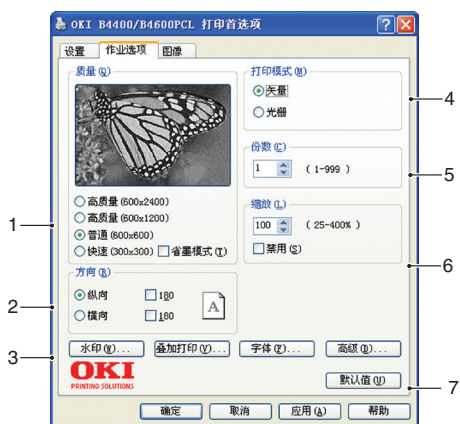 OKI B4400/B4600PCL 打印首选项
设置 作业选项 图像
质量(Q)
高质量(600x2400)
高质量(600x1200)
普通(600x600)
快速(300x300) 省墨模式(T)
方向(R)
纵向 180
横向 180
A
打印模式(M)
矢量
光栅
份数(C)
1 (1-999 )
缩放(L)
100 (25-400% )
禁用(S)
水印(W)... 叠加打印(V)... 字体(F)... 高级(D)...
OKI
PRINTING SOLUTIONS
默认值(U)
确定 取消 应用(A) 帮助
1
2
3
4
5
6
7